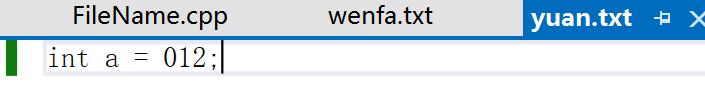 FileName.cpp wenfa.txt yuan.txt
int a = 012;